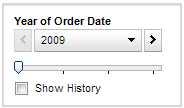 Year of Order Date
2009
Show History